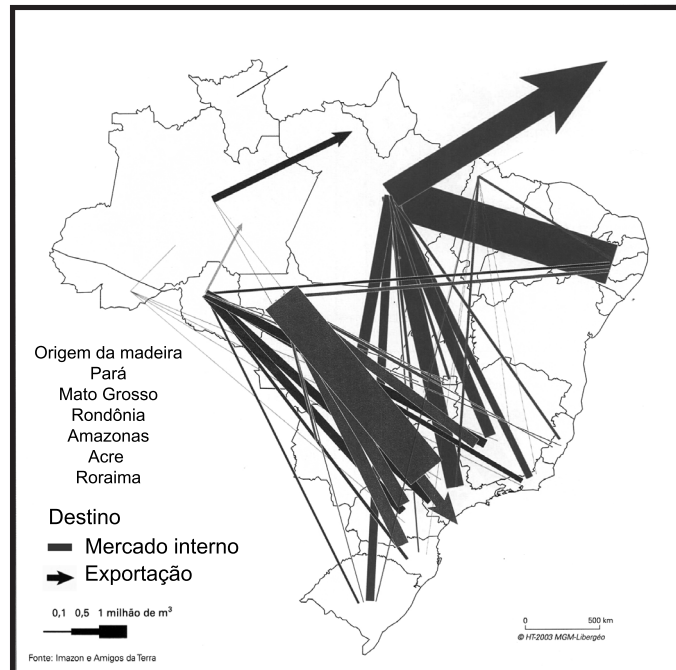 Origem da madeira
Pará
Mato Grosso
Rondônia
Amazonas
Acre
Roraima
Destino
Mercado interno
Exportação
0,1 0,5 1 milhão de m³
Fonte: Imazon e Amigos da Terra
0 500 km
© HT-2003 MGM-Libergéo